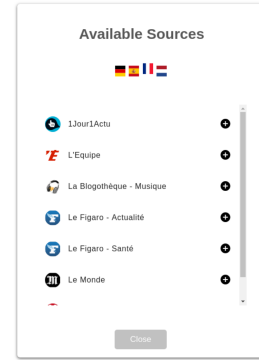 Available Sources
1Jour1Actu
L'Equipe
La Blogothèque - Musique
Le Figaro - Actualité
Le Figaro - Santé
Le Monde
Close